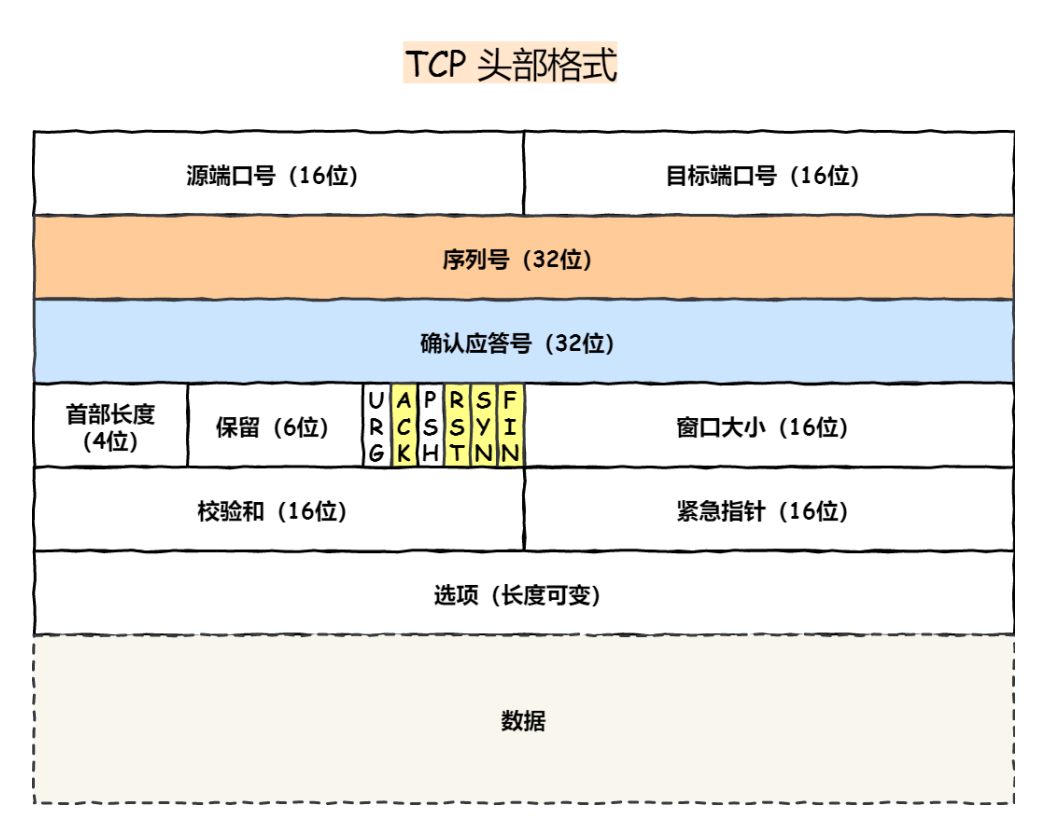 TCP 头部格式
源端口号（16位）
目标端口号（16位）
序列号（32位）
确认应答号（32位）
首部长度
（4位）
保留（6位）
URG
ACK
PSH
RST
SYN
FIN
窗口大小（16位）
校验和（16位）
紧急指针（16位）
选项（长度可变）
数据